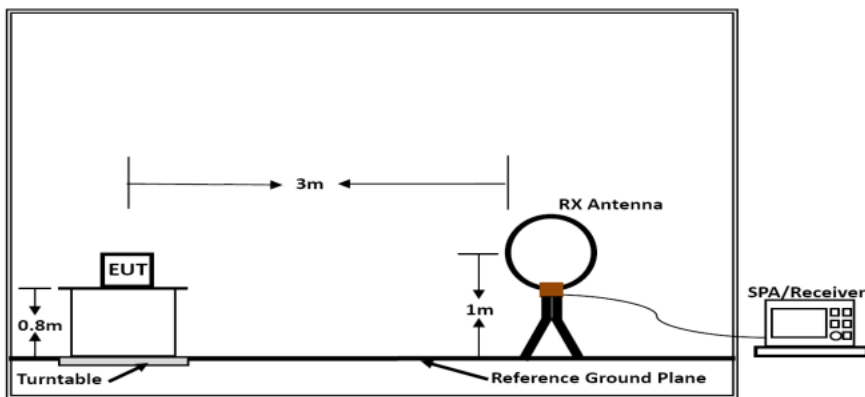 3m
RX Antenna
EUT
SPA/Receiver
0.8m
1m
Turntable
Reference Ground Plane